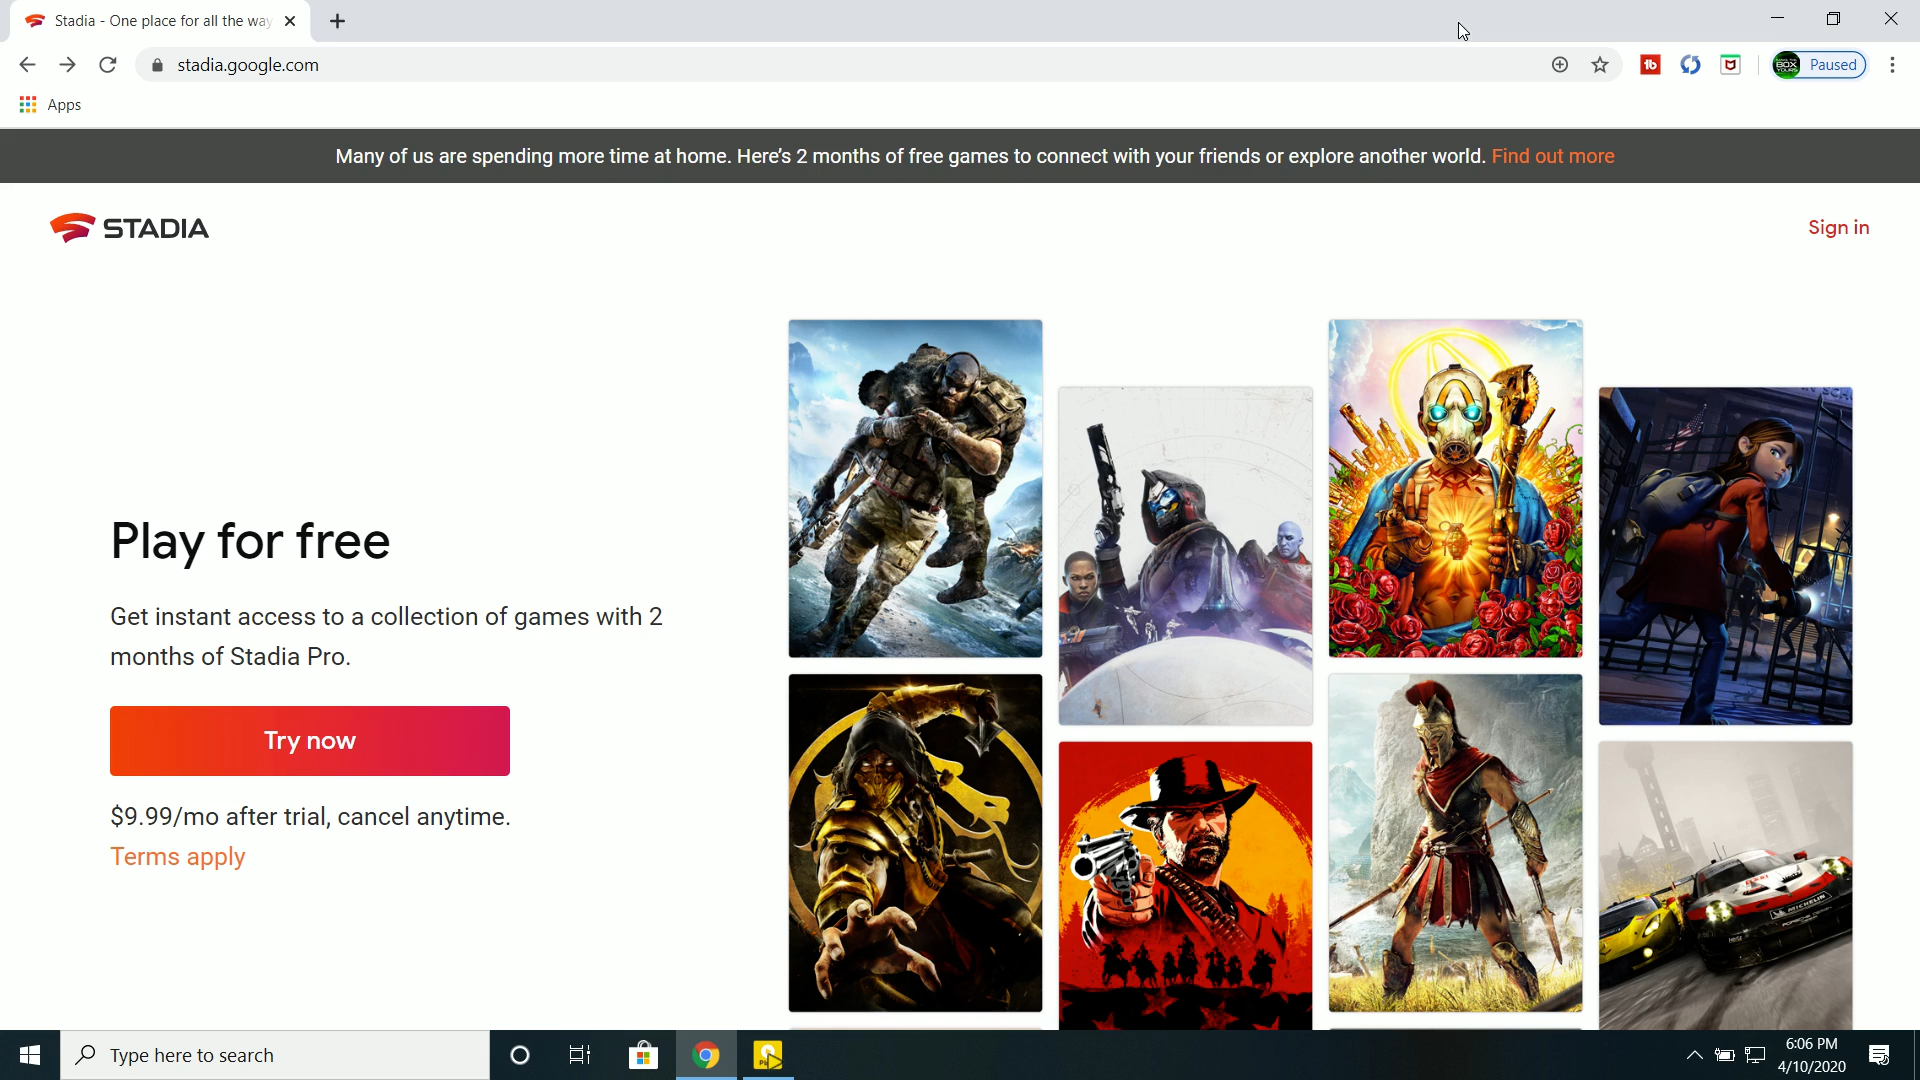 Stadia - One place for all the way
stadia.google.com
Paused
Apps
Many of us are spending more time at home. Here's 2 months of free games to connect with your friends or explore another world. Find out more
STADIA
Sign in
Play for free
Get instant access to a collection of games with 2
months of Stadia Pro.
Try now
$9.99/mo after trial, cancel anytime.
Terms apply
MICHELIN
Type here to search
6:06 PM
4/10/2020